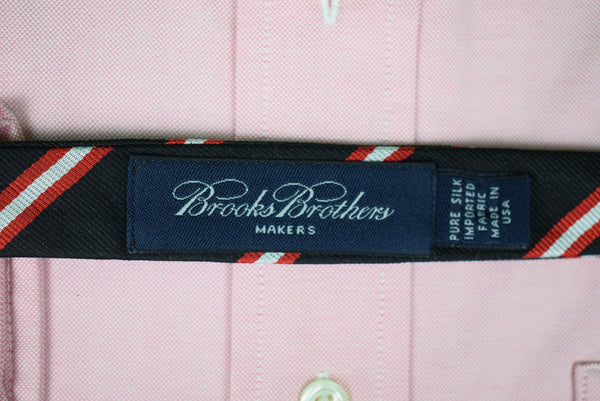 Brooks Brothers
MAKERS
PURE SILK
IMPORTED
FABRIC
MADE IN
USA